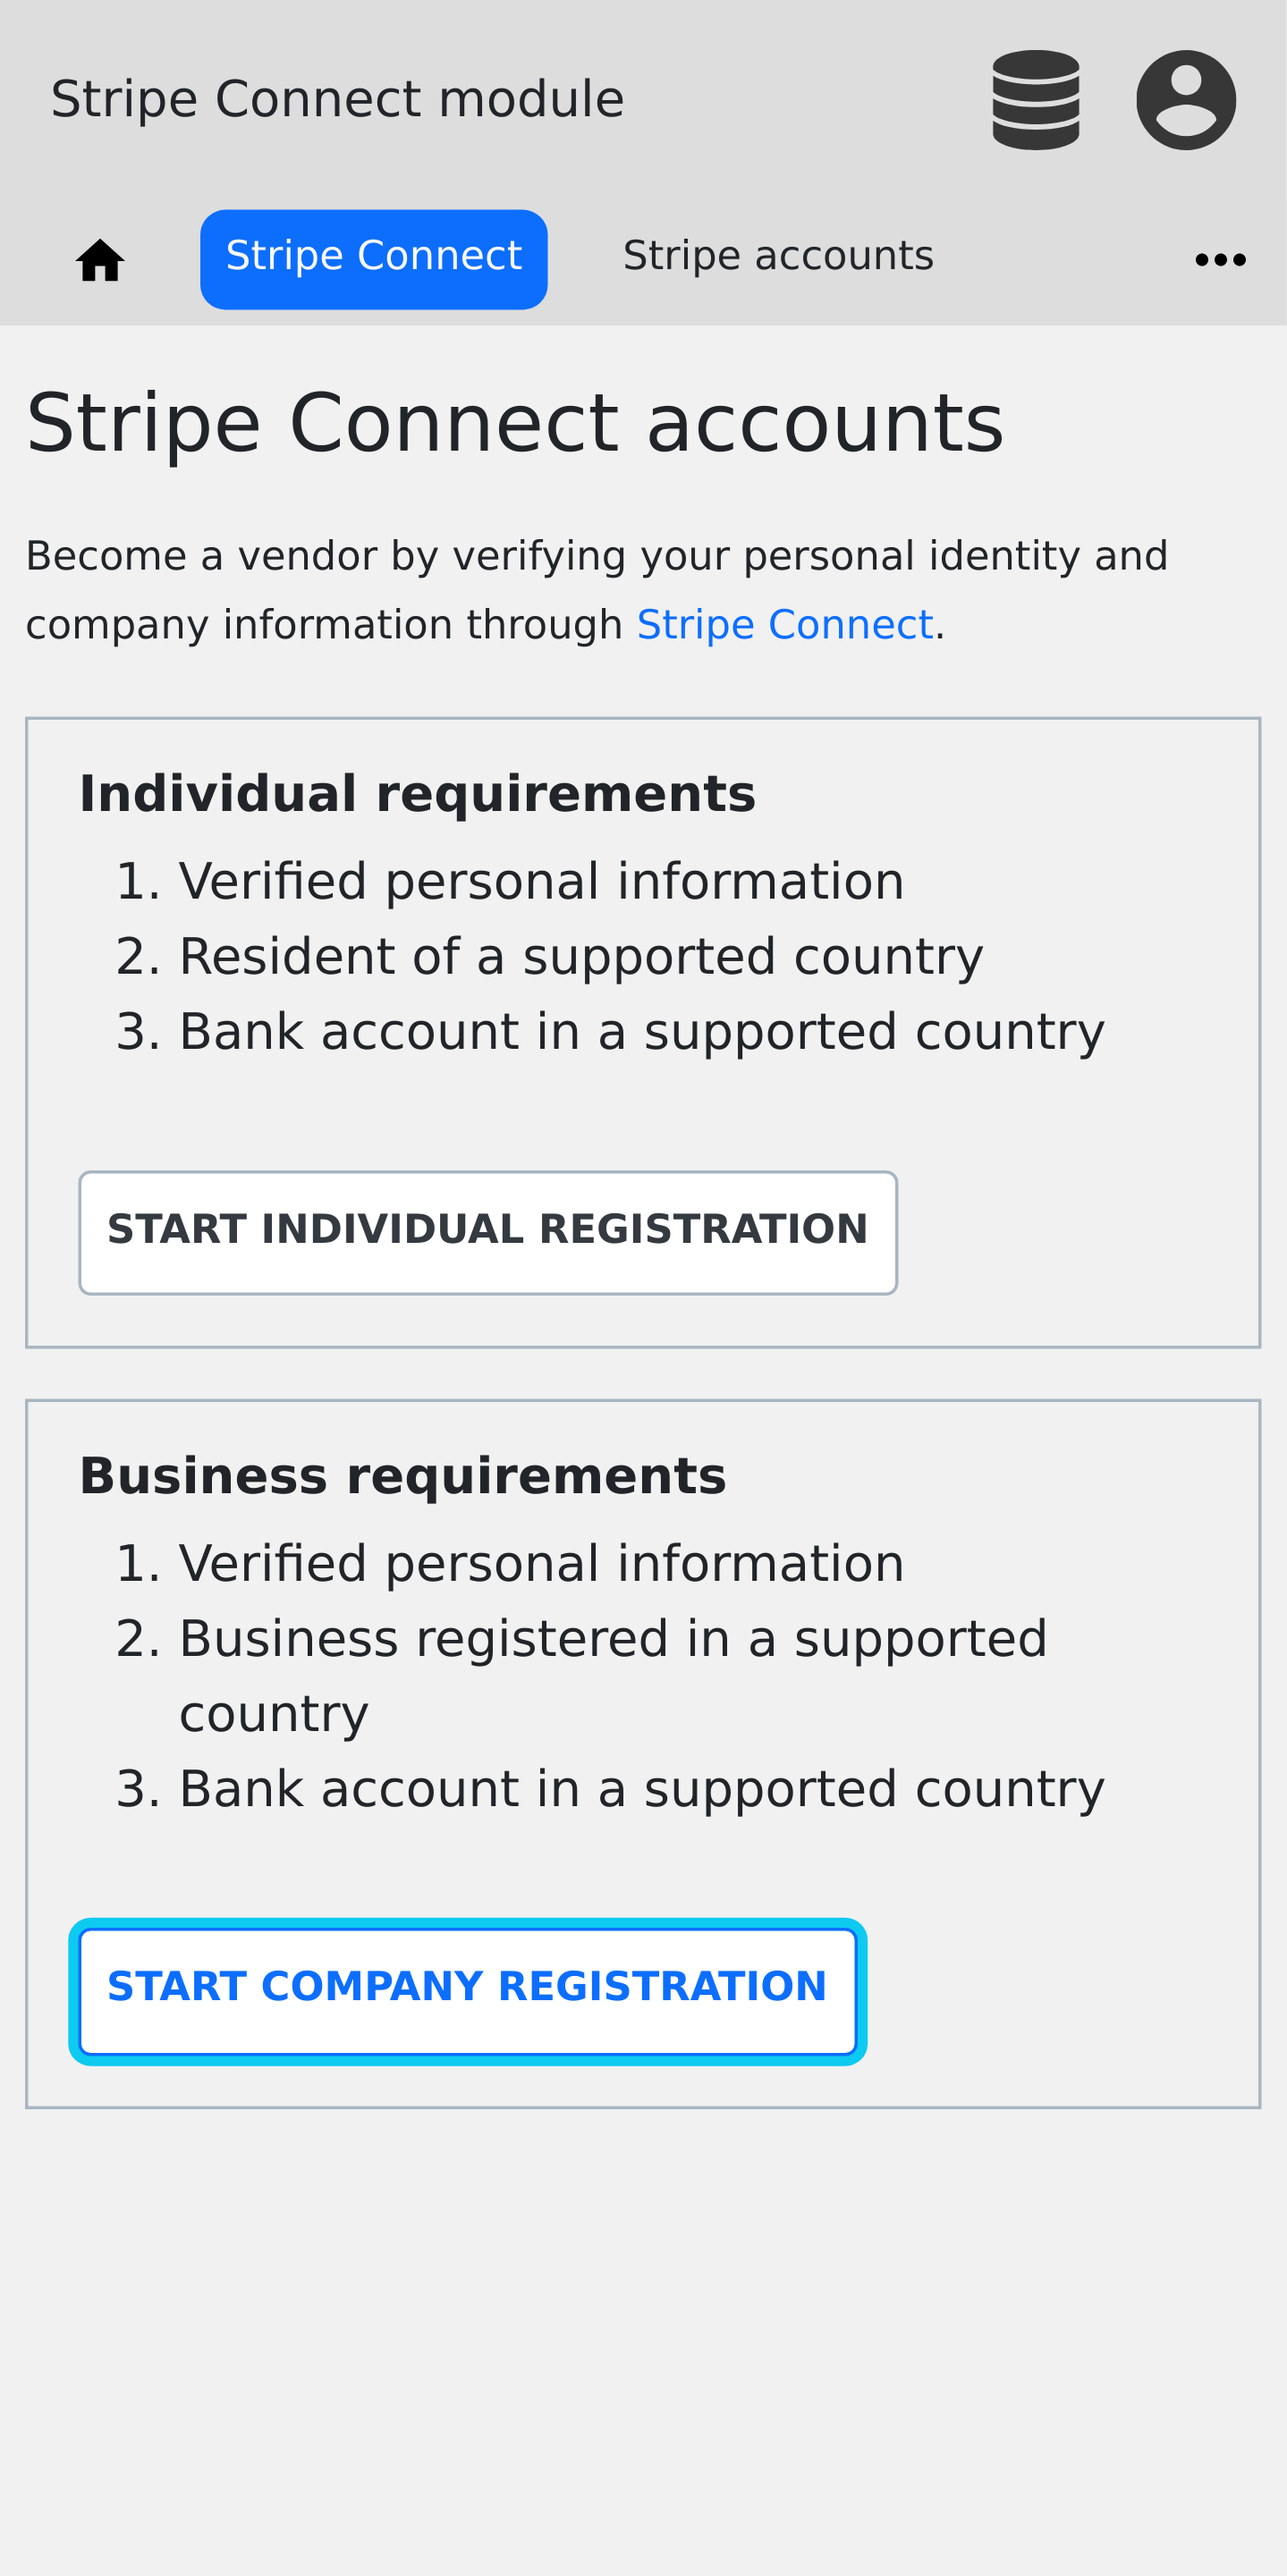 Stripe Connect module
Stripe Connect
Stripe accounts
Stripe Connect accounts
Become a vendor by verifying your personal identity and
company information through Stripe Connect.
Individual requirements
1. Verified personal information
2. Resident of a supported country
3. Bank account in a supported country
START INDIVIDUAL REGISTRATION
Business requirements
1. Verified personal information
2. Business registered in a supported
country
3. Bank account in a supported country
START COMPANY REGISTRATION